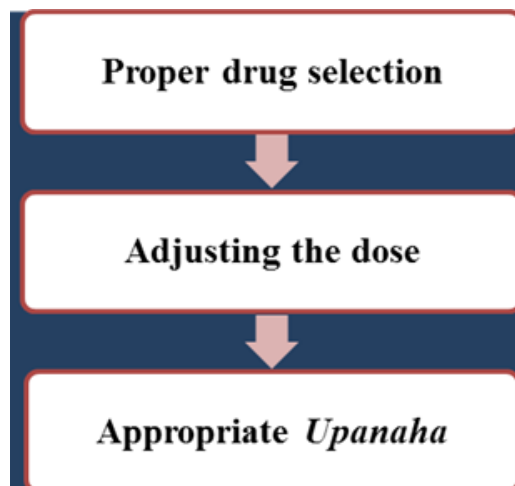 Proper drug selection
Adjusting the dose
Appropriate Upanaha